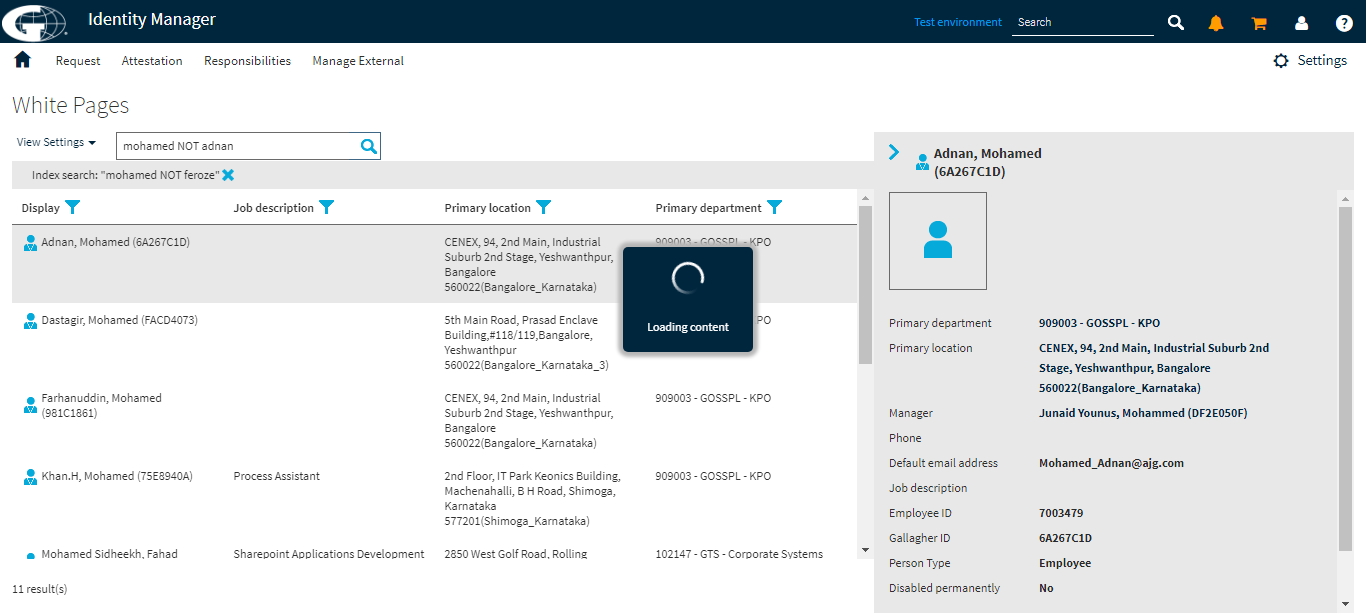 Identity Manager
Test environment
Search
Request
Attestation
Responsibilities
Manage External
Settings
White Pages
View Settings
mohamed NOT adnan
Index search: "mohamed NOT feroze"
Display
Job description
Primary location
Primary department
Adnan, Mohamed (6A267C1D)
CENEX, 94, 2nd Main, Industrial
Suburb 2nd Stage, Yeshwanthpur,
Bangalore
560022(Bangalore_Karnataka)
909003 - GOSSPL - KPO
Dastagir, Mohamed (FACD4073)
5th Main Road, Prasad Enclave
Building,#118/119,Bangalore,
Yeshwanthpur
560022(Bangalore_Karnataka_3)
PO
Loading content
Farhanuddin, Mohamed
(981C1861)
CENEX, 94, 2nd Main, Industrial
Suburb 2nd Stage, Yeshwanthpur,
Bangalore
560022(Bangalore_Karnataka)
909003 - GOSSPL - KPO
Khan.H, Mohamed (75E8940A)
Process Assistant
2nd Floor, IT Park Keonics Building,
Machenahalli, B H Road, Shimoga,
Karnataka
577201(Shimoga_Karnataka)
909003 - GOSSPL - KPO
Mohamed Sidheekh, Fahad
Sharepoint Applications Development
2850 West Golf Road, Rolling
102147 - GTS - Corporate Systems
11 result(s)
Adnan, Mohamed
(6A267C1D)
Primary department
909003 - GOSSPL - KPO
Primary location
CENEX, 94, 2nd Main, Industrial Suburb 2nd
Stage, Yeshwanthpur, Bangalore
560022(Bangalore_Karnataka)
Manager
Junaid Younus, Mohammed (DF2E050F)
Phone
Default email address
Mohamed_Adnan@ajg.com
Job description
Employee ID
7003479
Gallagher ID
6A267C1D
Person Type
Employee
Disabled permanently
No